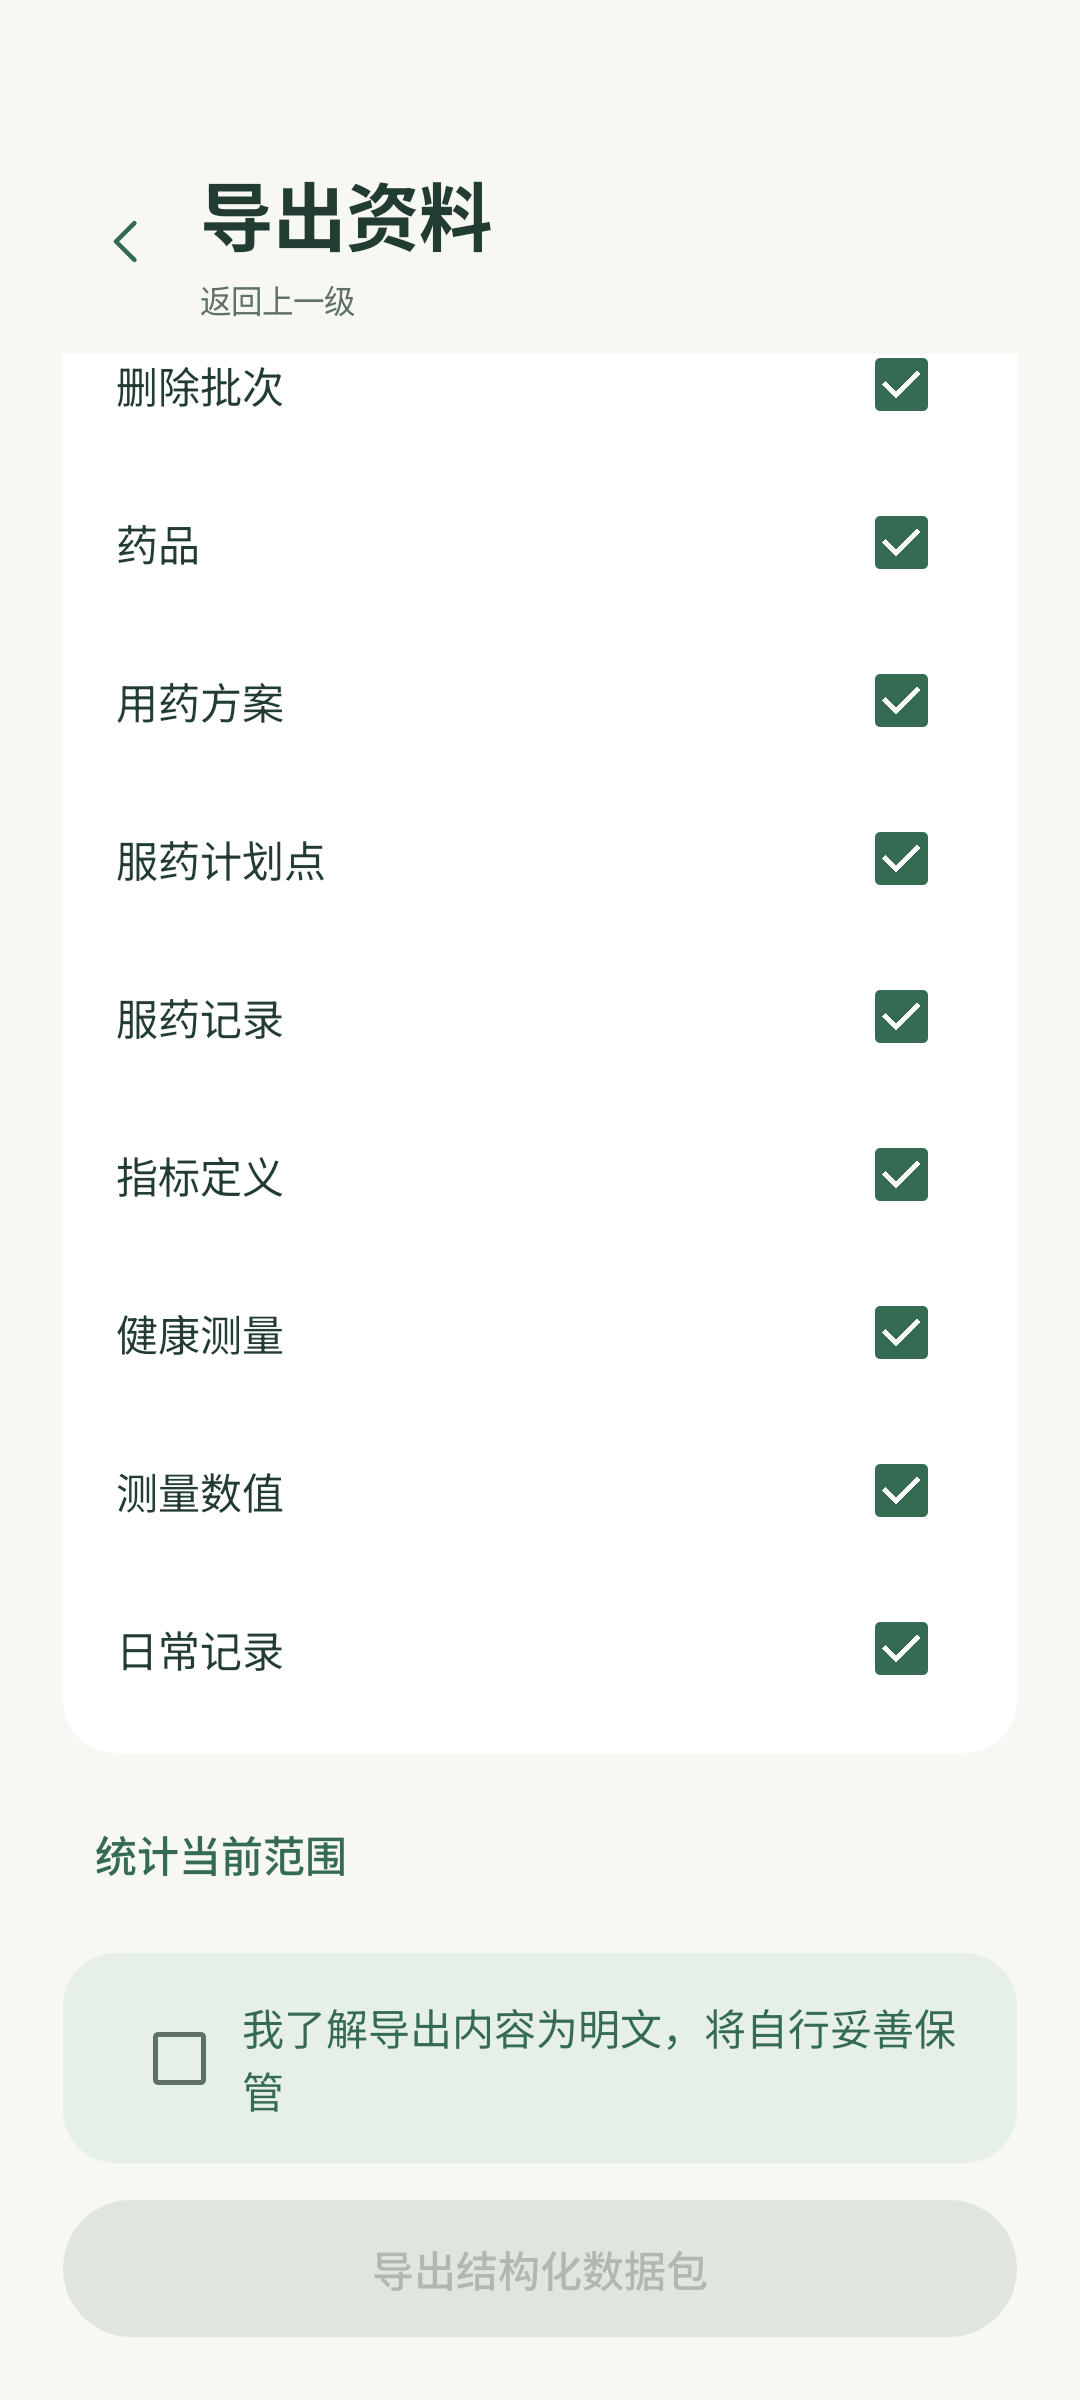 导出资料
返回上一级
删除批次
药品
用药方案
服药计划点
服药记录
指标定义
健康测量
测量数值
日常记录
统计当前范围
我了解导出内容为明文，将自行妥善保
管
导出结构化数据包